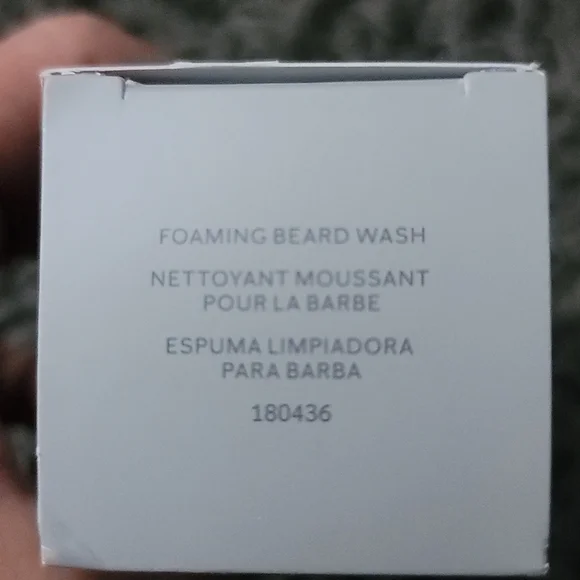 FOAMING BEARD WASH
NETTOYANT MOUSSANT
POUR LA BARBE
ESPUMA LIMPIADORA
PARA BARBA
180436